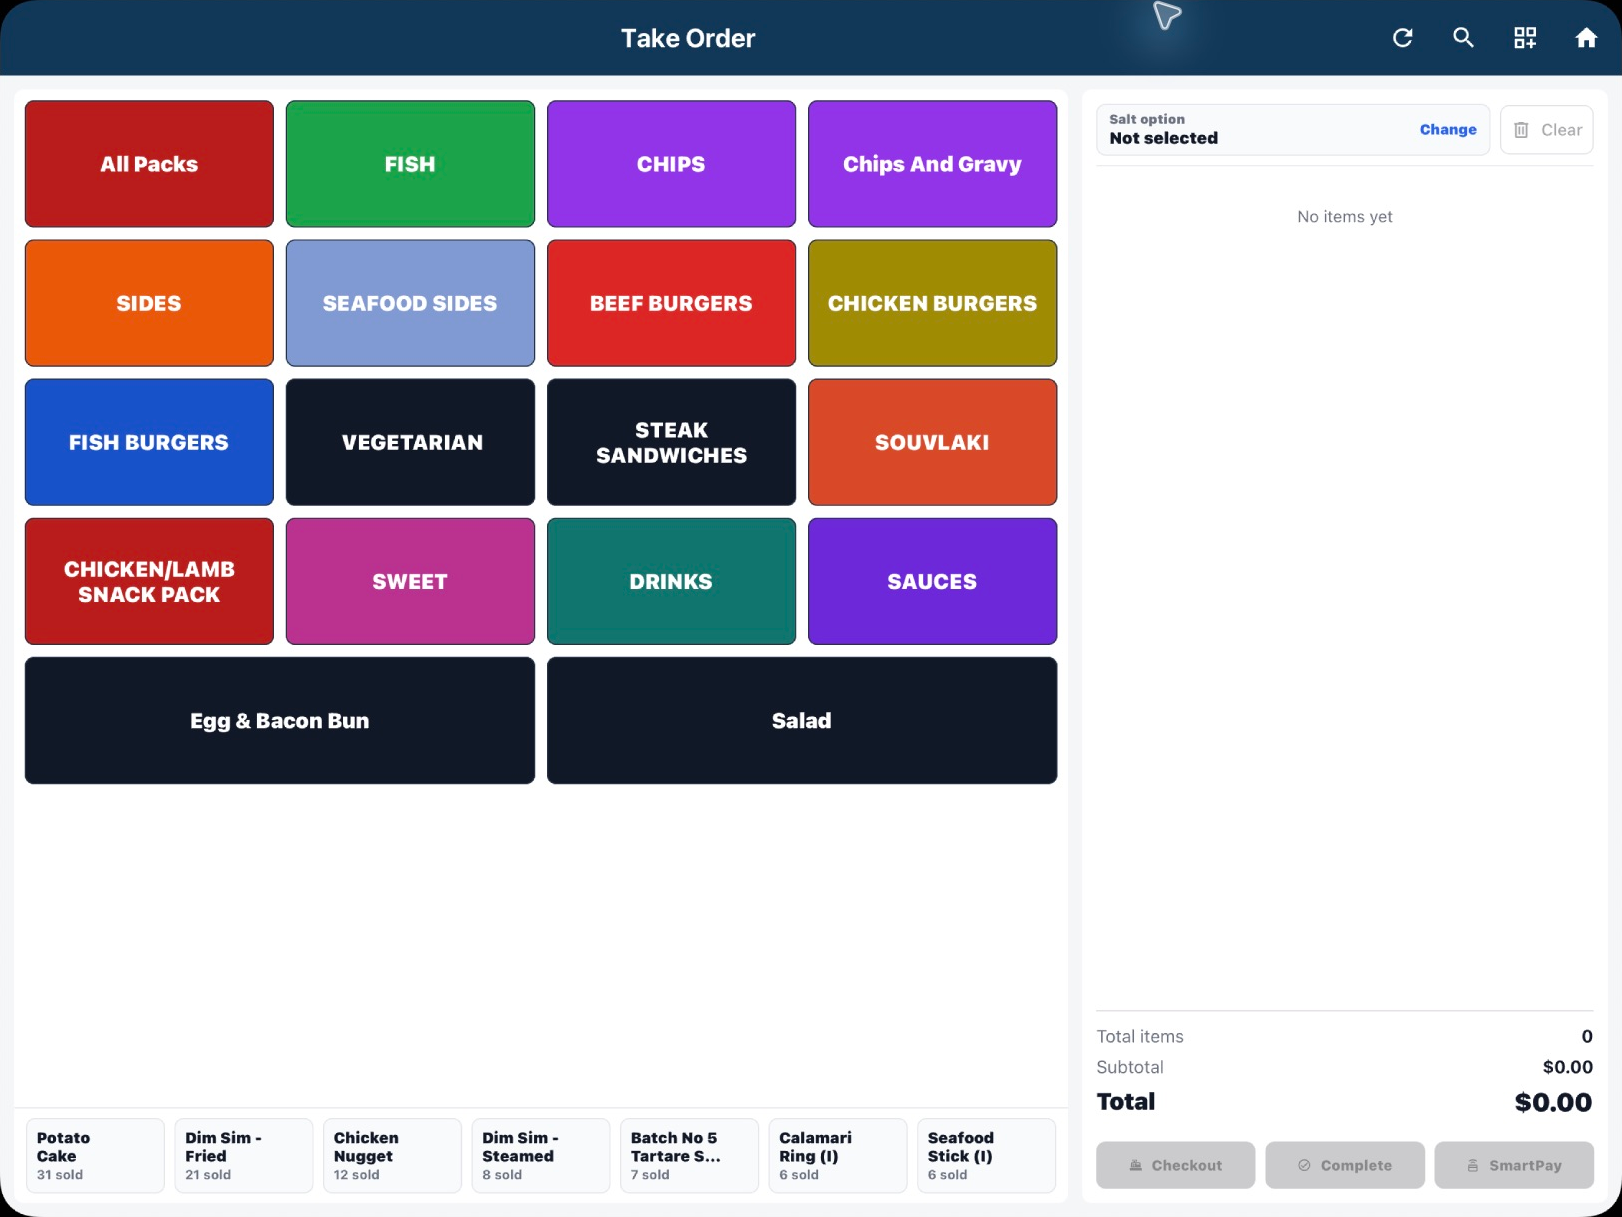 Take Order
All Packs
FISH
CHIPS
Chips And Gravy
SIDES
SEAFOOD SIDES
BEEF BURGERS
CHICKEN BURGERS
FISH BURGERS
VEGETARIAN
STEAK
SANDWICHES
SOUVLAKI
CHICKEN/LAMB
SNACK PACK
SWEET
DRINKS
SAUCES
Egg & Bacon Bun
Salad
Potato
Cake
31 sold
Dim Sim -
Fried
21 sold
Chicken
Nugget
12 sold
Dim Sim -
Steamed
8 sold
Batch No 5
Tartare S...
7 sold
Calamari
Ring (I)
6 sold
Seafood
Stick (I)
6 sold
Salt option
Not selected
Change
Clear
No items yet
Total items 0
Subtotal $0.00
Total $0.00
Checkout
Complete
SmartPay